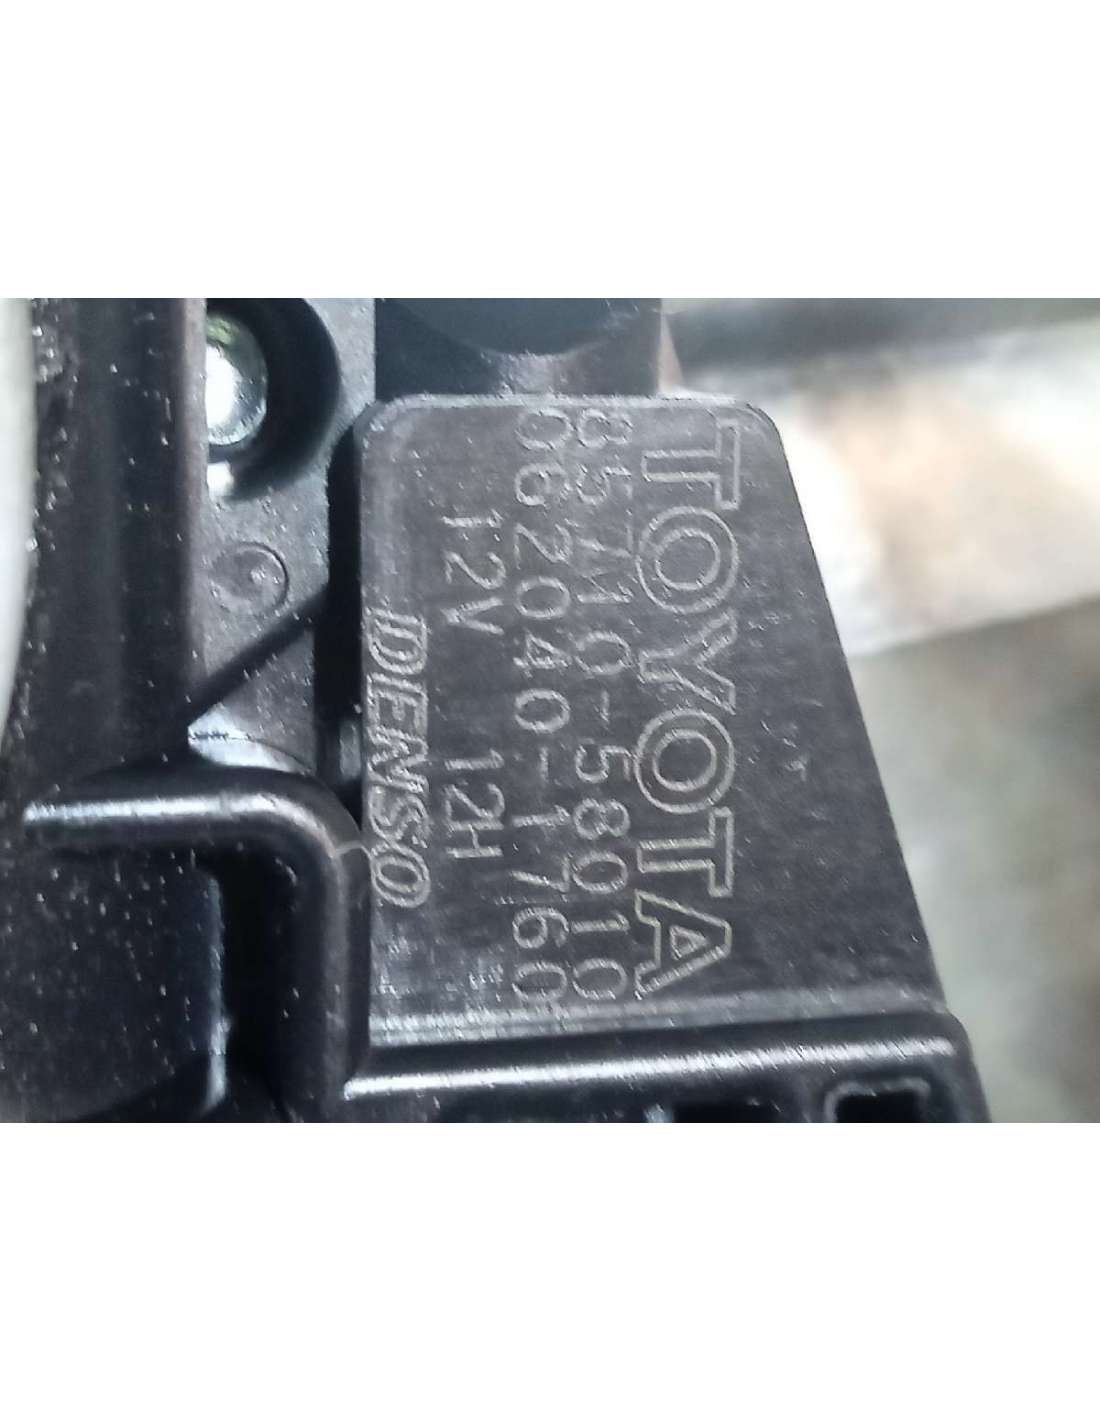 TOYOTA
85710-58010
062040-1760
12V 12H
DENSO